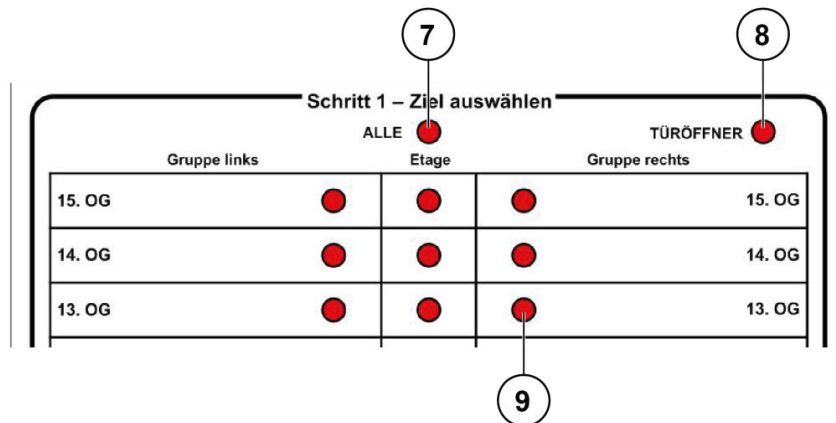 7 8
Schritt 1 – Ziel auswählen
ALLE TÜRÖFFNER
Gruppe links Etage Gruppe rechts
15. OG 15. OG
14. OG 14. OG
13. OG 13. OG
9